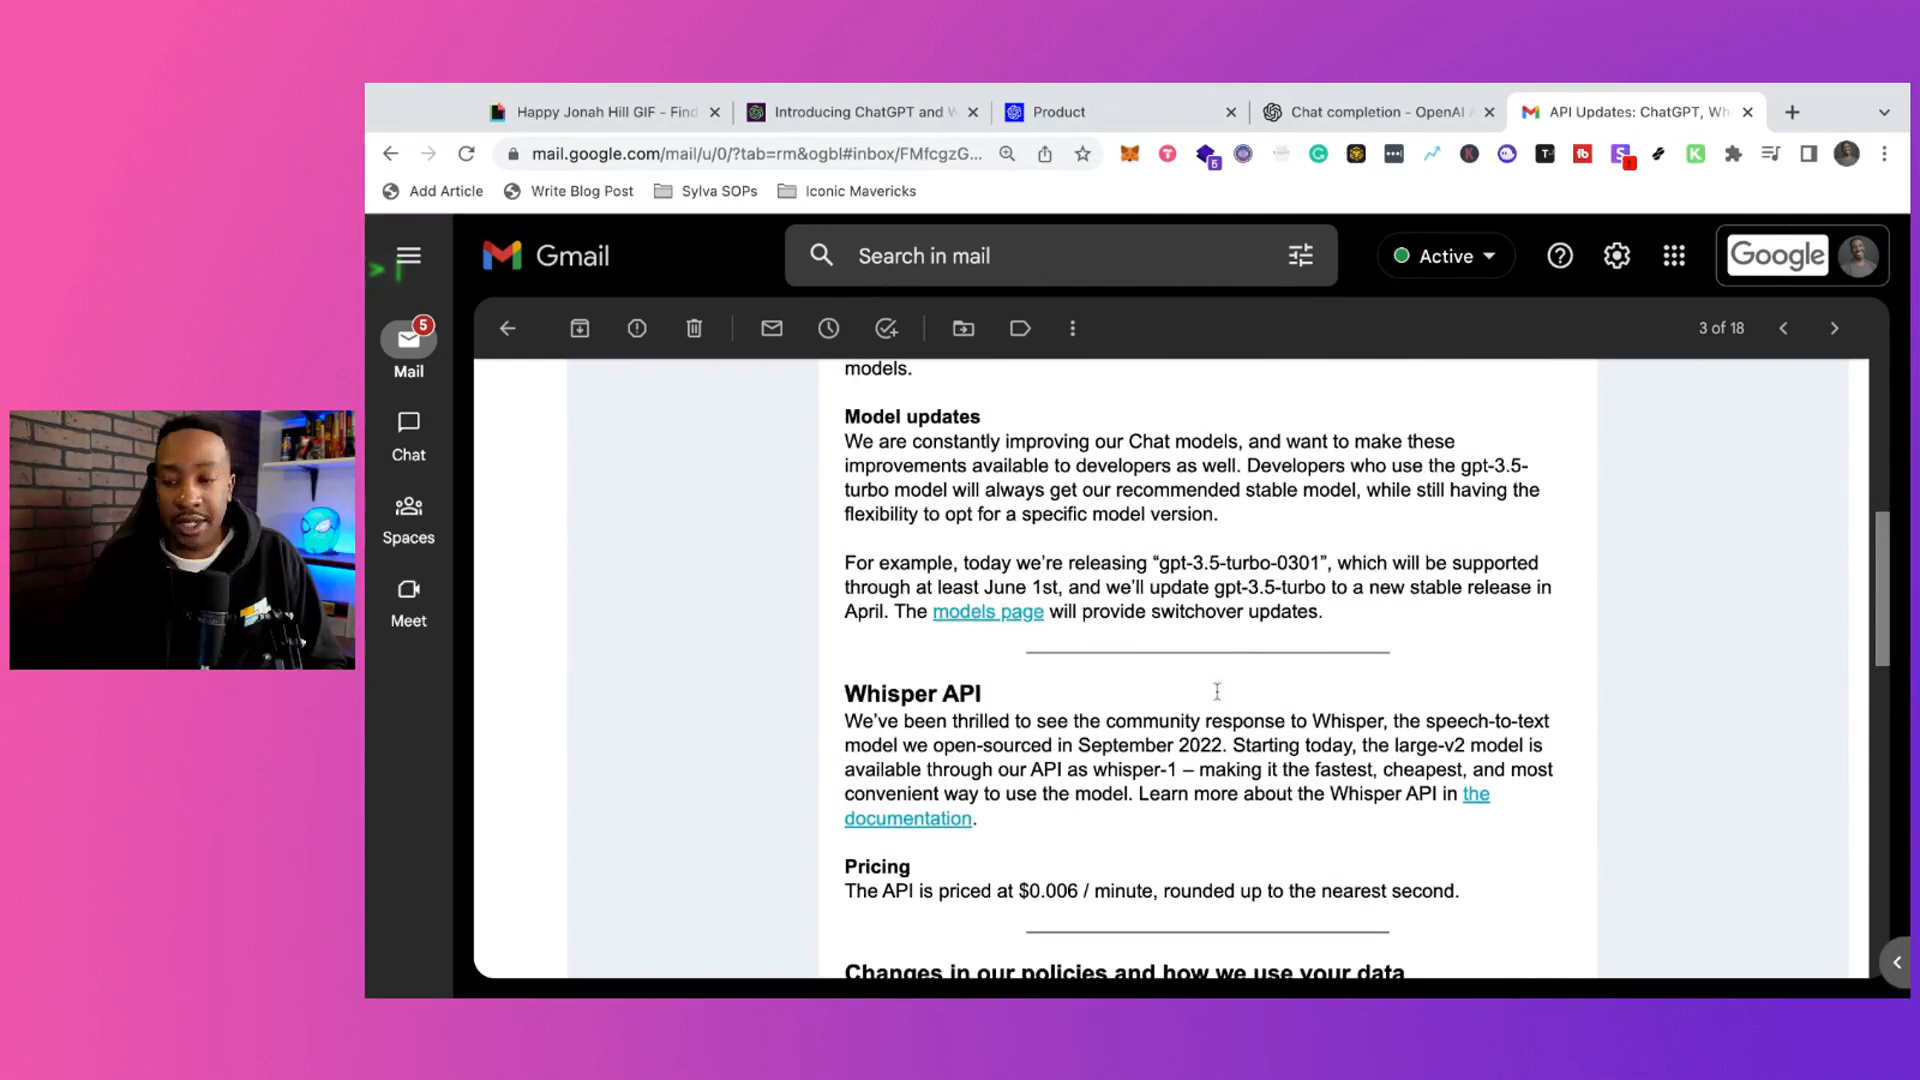 Happy Jonah Hill GIF - Find
Introducing ChatGPT and W
Product
Chat completion - OpenAI A
API Updates: ChatGPT, Wh
mail.google.com/mail/u/0/?tab=rm&ogbl#inbox/FMfcgzG...
Add Article
Write Blog Post
Sylva SOPs
Iconic Mavericks
Gmail
Search in mail
Active
Google
5
Mail
Chat
Spaces
Meet
3 of 18
models.
Model updates
We are constantly improving our Chat models, and want to make these
improvements available to developers as well. Developers who use the gpt-3.5-
turbo model will always get our recommended stable model, while still having the
flexibility to opt for a specific model version.
For example, today we’re releasing “gpt-3.5-turbo-0301”, which will be supported
through at least June 1st, and we’ll update gpt-3.5-turbo to a new stable release in
April. The models page will provide switchover updates.
Whisper API
We’ve been thrilled to see the community response to Whisper, the speech-to-text
model we open-sourced in September 2022. Starting today, the large-v2 model is
available through our API as whisper-1 – making it the fastest, cheapest, and most
convenient way to use the model. Learn more about the Whisper API in the
documentation.
Pricing
The API is priced at $0.006 / minute, rounded up to the nearest second.
Changes in our policies and how we use your data